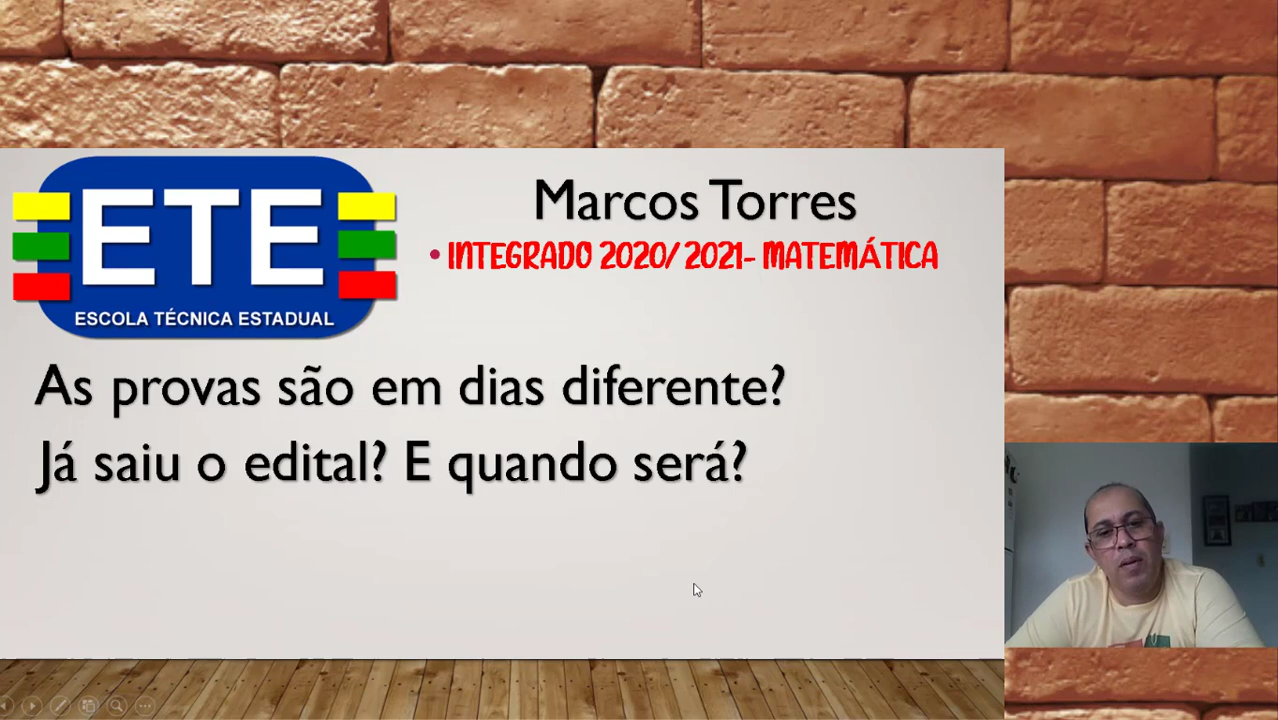 ETE
ESCOLA TÉCNICA ESTADUAL
Marcos Torres
• INTEGRADO 2020/2021- MATEMÁTICA
As provas são em dias diferente?
Já saiu o edital? E quando será?